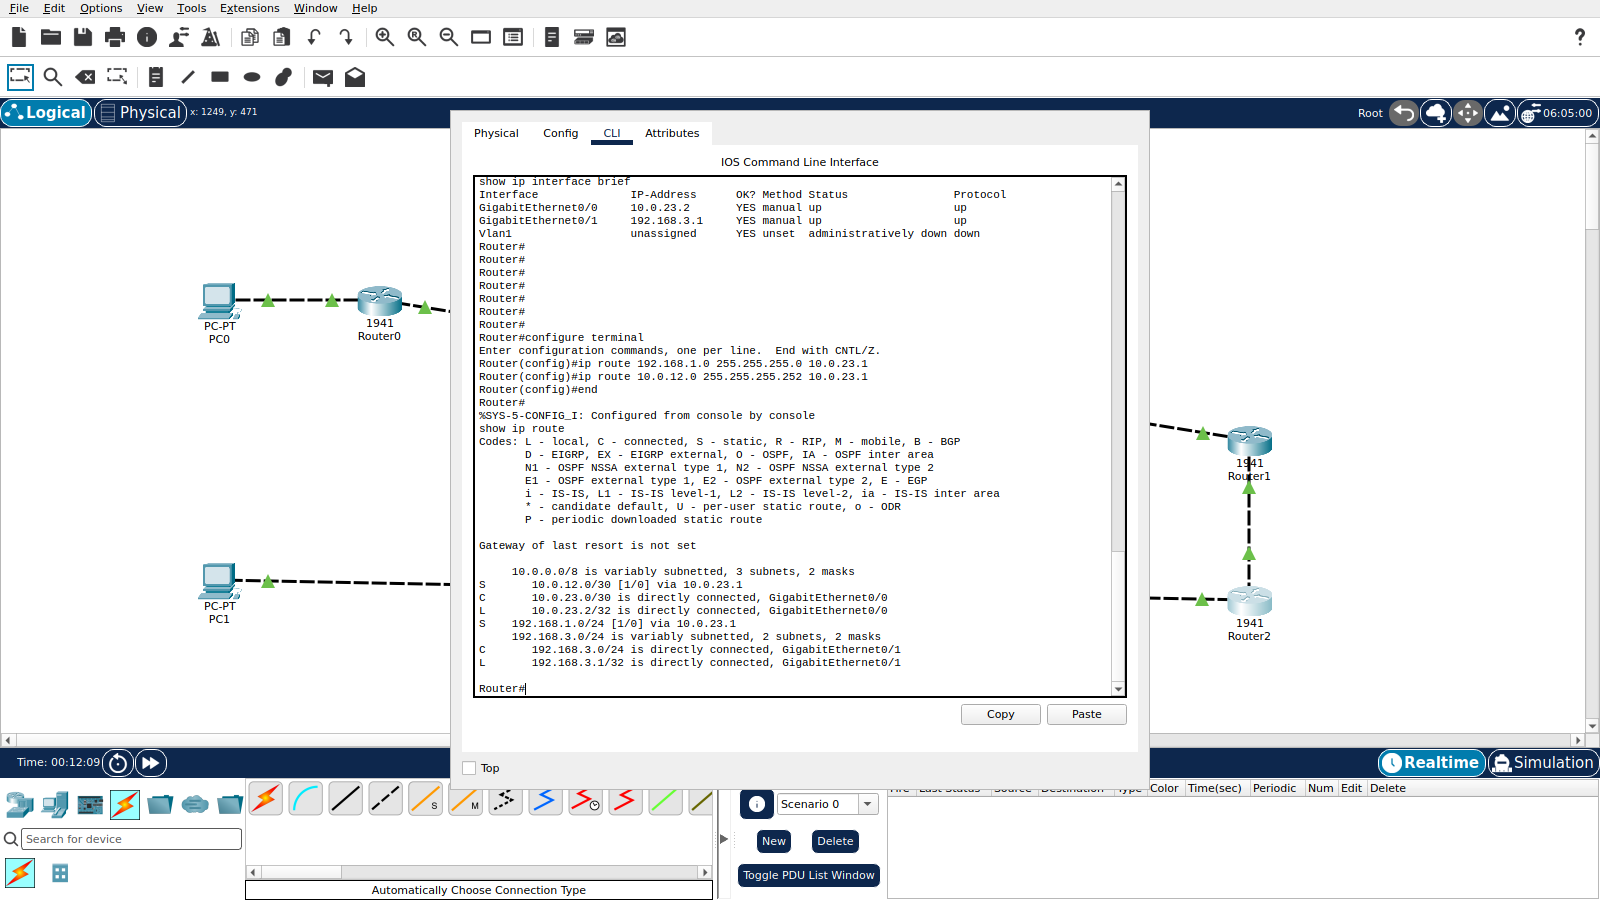 File Edit Options View Tools Extensions Window Help
Logical Physical x: 1249, y: 471 Root 06:05:00
Physical Config CLI Attributes
IOS Command Line Interface
show ip interface brief
Interface IP-Address OK? Method Status Protocol
GigabitEthernet0/0 10.0.23.2 YES manual up up
GigabitEthernet0/1 192.168.3.1 YES manual up up
Vlan1 unassigned YES unset administratively down down
Router#
Router#
Router#
Router#
Router#
Router#
Router#
Router#configure terminal
Enter configuration commands, one per line. End with CNTL/Z.
Router(config)#ip route 192.168.1.0 255.255.255.0 10.0.23.1
Router(config)#ip route 10.0.12.0 255.255.255.252 10.0.23.1
Router(config)#end
Router#
%SYS-5-CONFIG_I: Configured from console by console
show ip route
Codes: L - local, C - connected, S - static, R - RIP, M - mobile, B - BGP
D - EIGRP, EX - EIGRP external, O - OSPF, IA - OSPF inter area
N1 - OSPF NSSA external type 1, N2 - OSPF NSSA external type 2
E1 - OSPF external type 1, E2 - OSPF external type 2, E - EGP
i - IS-IS, L1 - IS-IS level-1, L2 - IS-IS level-2, ia - IS-IS inter area
* - candidate default, U - per-user static route, o - ODR
P - periodic downloaded static route
Gateway of last resort is not set
10.0.0.0/8 is variably subnetted, 3 subnets, 2 masks
S 10.0.12.0/30 [1/0] via 10.0.23.1
C 10.0.23.0/30 is directly connected, GigabitEthernet0/0
L 10.0.23.2/32 is directly connected, GigabitEthernet0/0
S 192.168.1.0/24 [1/0] via 10.0.23.1
192.168.3.0/24 is variably subnetted, 2 subnets, 2 masks
C 192.168.3.0/24 is directly connected, GigabitEthernet0/1
L 192.168.3.1/32 is directly connected, GigabitEthernet0/1
Router#
Copy Paste
Top
PC-PT
PC0
1941
Router0
PC-PT
PC1
1941
Router1
1941
Router2
Time: 00:12:09
Realtime Simulation
S
M
Search for device
Automatically Choose Connection Type
Scenario 0
New Delete
Toggle PDU List Window
Fire Last Status Source Destination Type Color Time(sec) Periodic Num Edit Delete